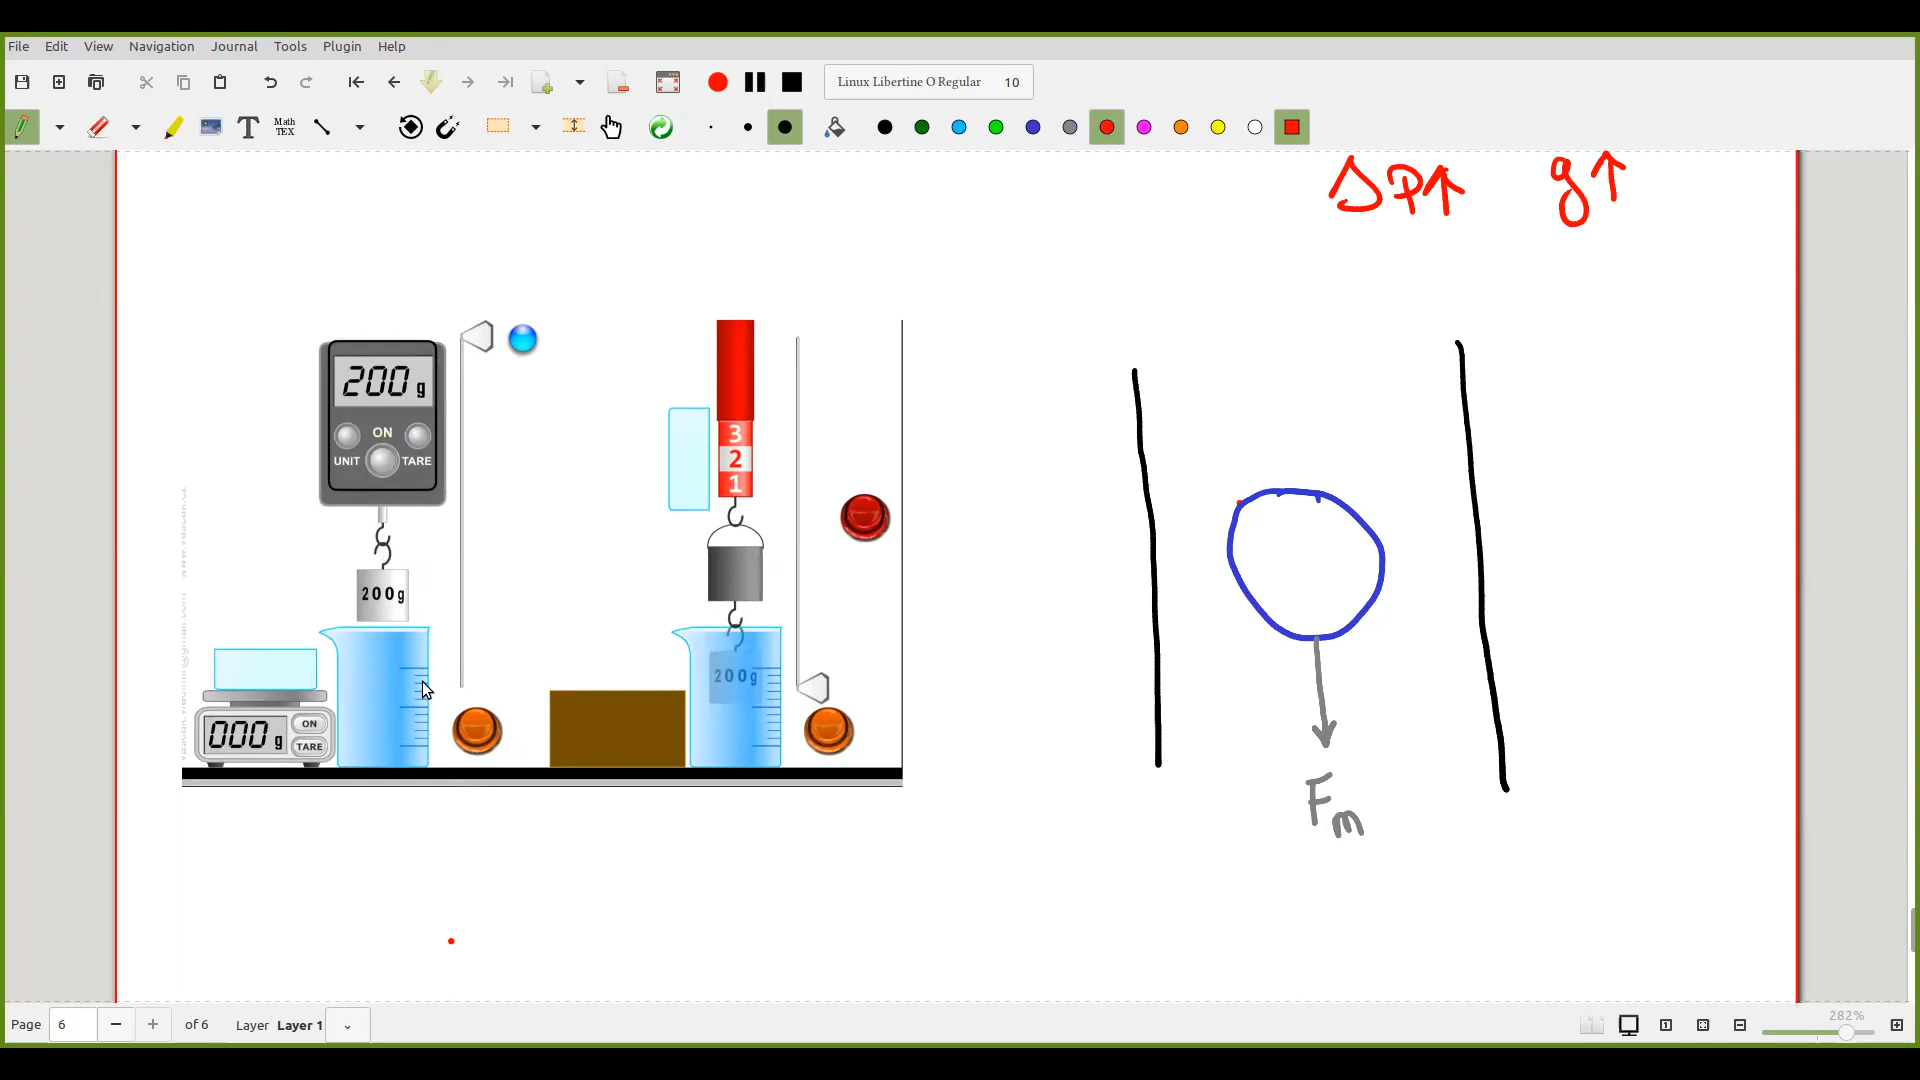 File Edit View Navigation Journal Tools Plugin Help
Linux Libertine O Regular 10
Math
TEX
ΔP↑ g↑
200 g
ON
UNIT TARE
200g
000 g
ON
TARE
3
2
1
200g
Fm
Page 6 of 6 Layer Layer 1
282%